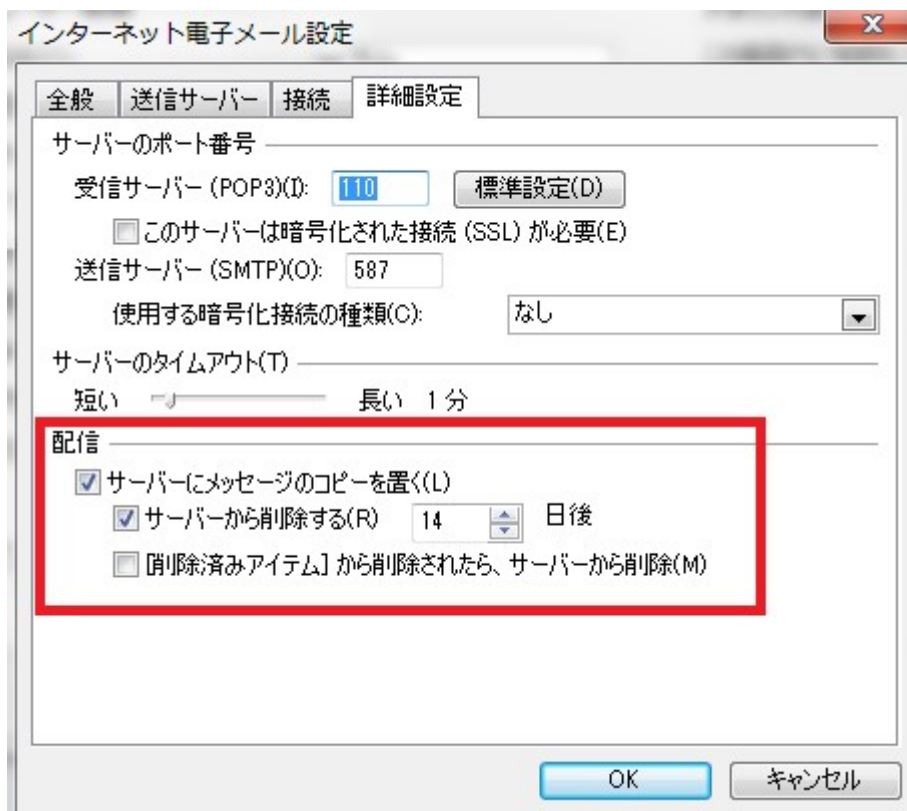 インターネット電子メール設定
全般 送信サーバー 接続 詳細設定
サーバーのポート番号
受信サーバー (POP3)(I): 110 標準設定(D)
このサーバーは暗号化された接続 (SSL) が必要(E)
送信サーバー (SMTP)(O): 587
使用する暗号化接続の種類(C): なし
サーバーのタイムアウト(T)
短い 長い 1 分
配信
サーバーにメッセージのコピーを置く(L)
サーバーから削除する(R) 14 日後
[削除済みアイテム] から削除されたら、サーバーから削除(M)
OK キャンセル